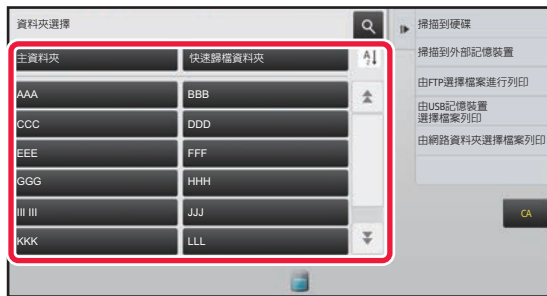 資料夾選擇
主資料夾
快速歸檔資料夾
AAA
BBB
CCC
DDD
EEE
FFF
GGG
HHH
III III
JJJ
KKK
LLL
掃描到硬碟
掃描到外部記憶裝置
由FTP選擇檔案進行列印
由USB記憶裝置
選擇檔案列印
由網路資料夾選擇檔案列印
CA